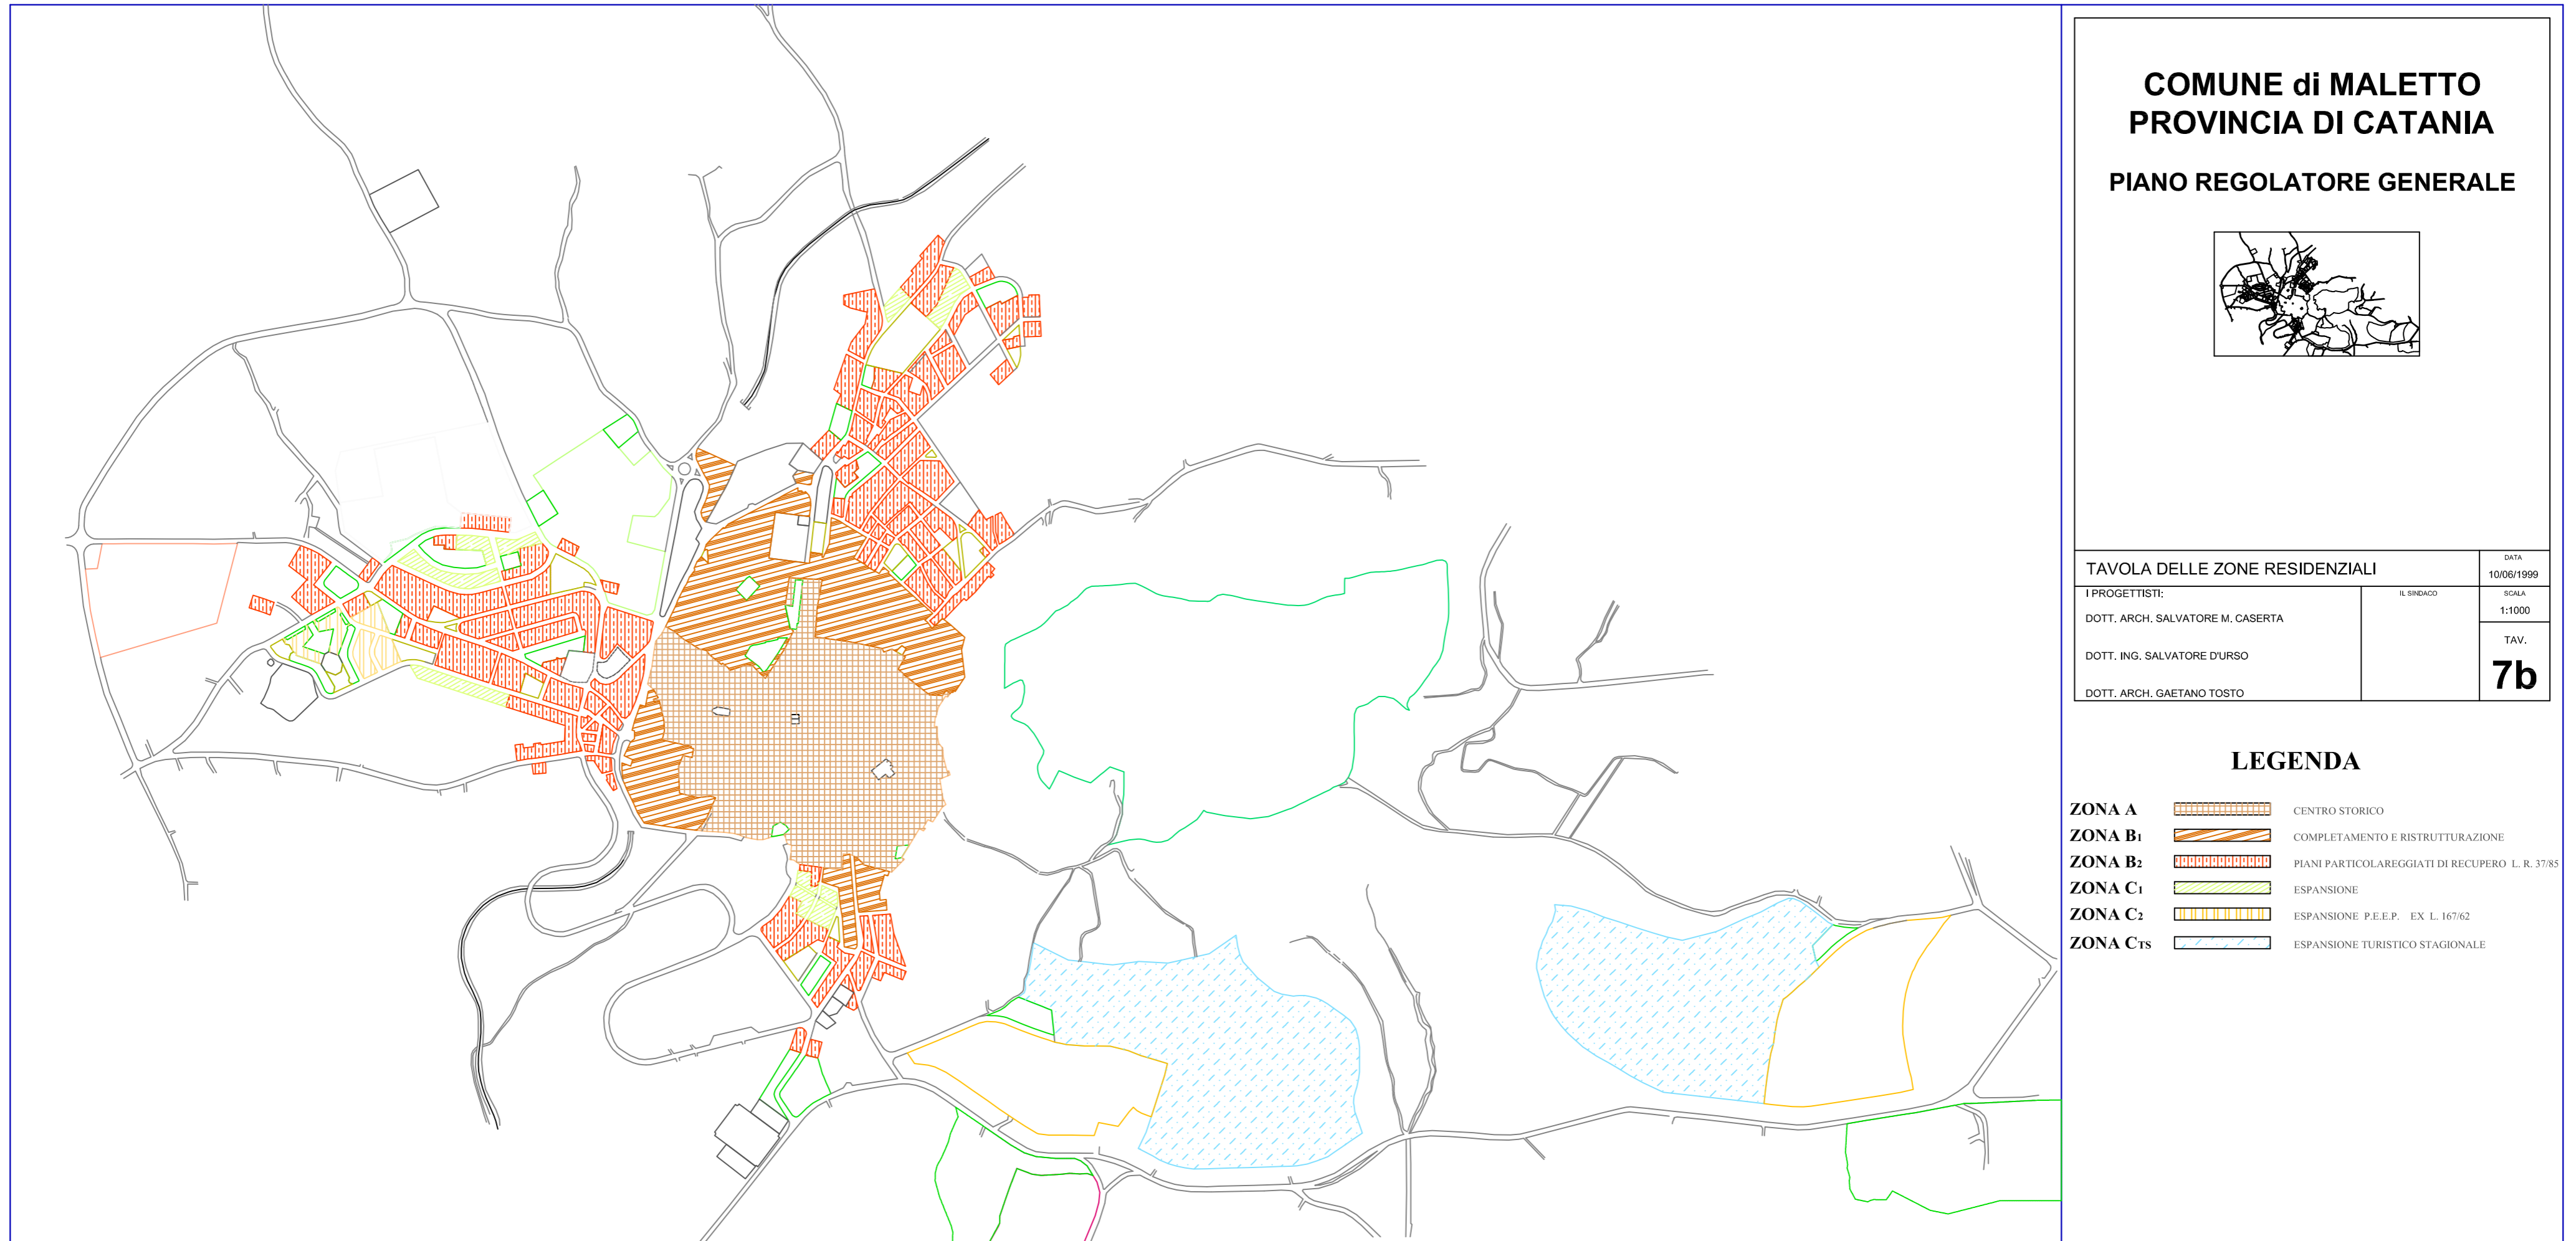 COMUNE di MALETTO
PROVINCIA DI CATANIA
PIANO REGOLATORE GENERALE
TAVOLA DELLE ZONE RESIDENZIALI
DATA
10/06/1999
I PROGETTISTI:
IL SINDACO
SCALA
1:1000
DOTT. ARCH. SALVATORE M. CASERTA
TAV.
7b
DOTT. ING. SALVATORE D'URSO
DOTT. ARCH. GAETANO TOSTO
LEGENDA
ZONA A CENTRO STORICO
ZONA B1 COMPLETAMENTO E RISTRUTTURAZIONE
ZONA B2 PIANI PARTICOLAREGGIATI DI RECUPERO L. R. 37/85
ZONA C1 ESPANSIONE
ZONA C2 ESPANSIONE P.E.E.P. EX L. 167/62
ZONA CTS ESPANSIONE TURISTICO STAGIONALE